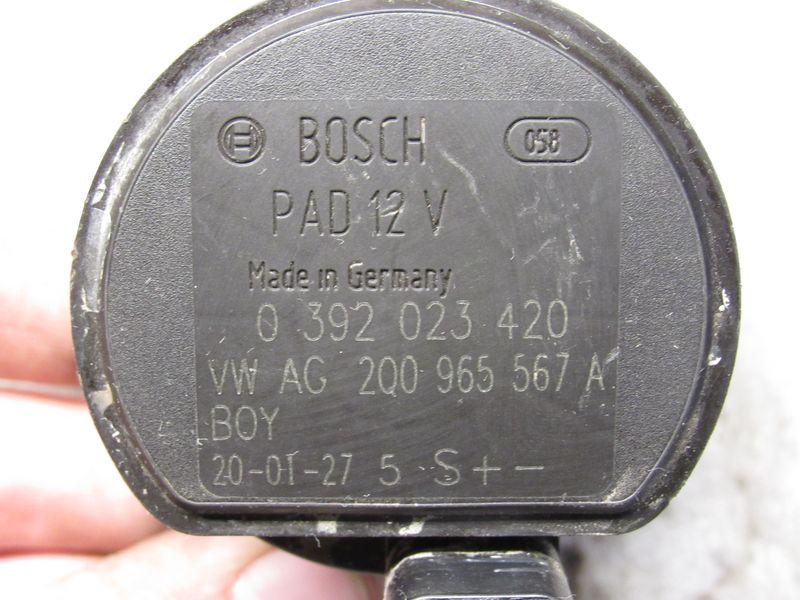 BOSCH 058
PAD 12 V
Made in Germany
0 392 023 420
VW AG 2Q0 965 567 A
BOY
20-01-27 5 S + -